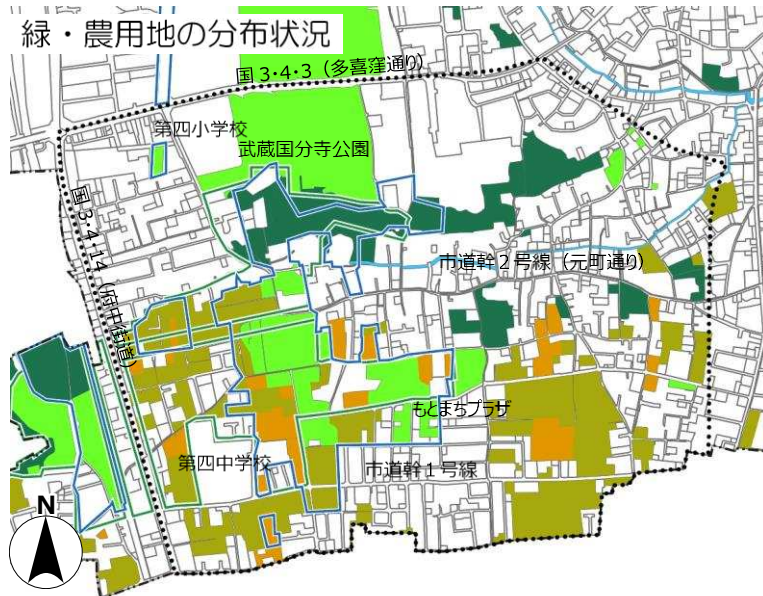 緑・農用地の分布状況
国3・4・3（多喜窪通り）
第四小学校
武蔵国分寺公園
国3・4・14（府中街道）
市道幹２号線（元町通り）
もとまちプラザ
第四中学校
市道幹１号線
N